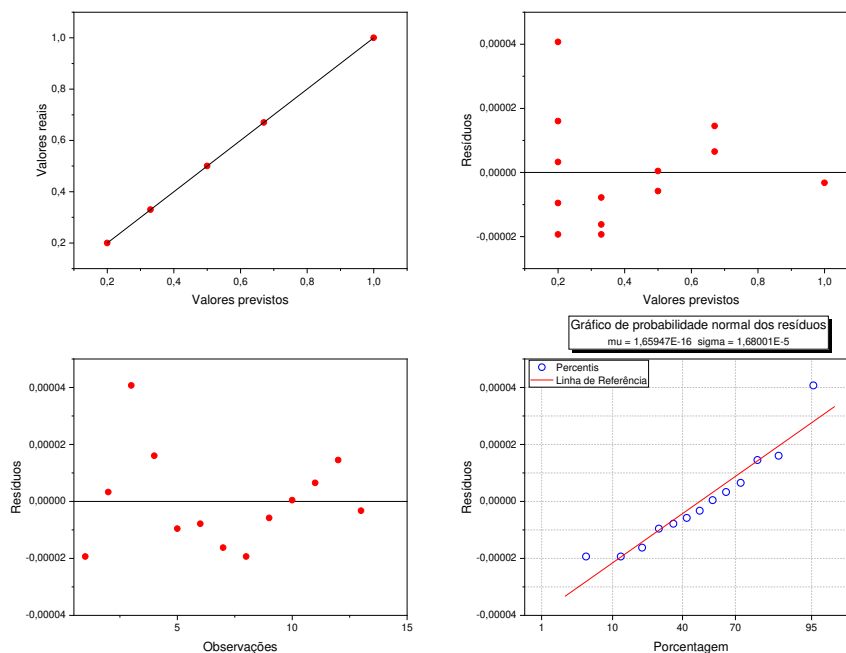 1,0
0,8
0,6
0,4
0,2
Valores reais
0,2 0,4 0,6 0,8 1,0
Valores previstos
0,00004
0,00002
0,00000
-0,00002
Resíduos
0,2 0,4 0,6 0,8 1,0
Valores previstos
0,00004
0,00002
0,00000
-0,00002
-0,00004
Resíduos
5 10 15
Observações
Gráfico de probabilidade normal dos resíduos
mu = 1,65947E-16 sigma = 1,68001E-5
Percentis
Linha de Referência
0,00004
0,00002
0,00000
-0,00002
-0,00004
Resíduos
1 10 40 70 95
Porcentagem